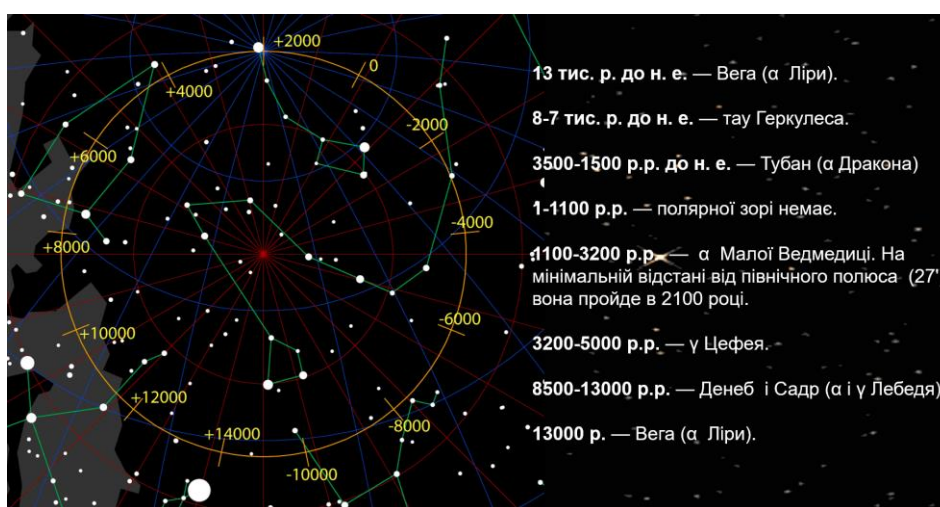 +2000
0
+4000
-2000
+6000
-4000
+8000
-6000
+10000
+12000
-8000
+14000
-10000
13 тис. р. до н. е. — Вега (α Ліри).
8-7 тис. р. до н. е. — тау Геркулеса.
3500-1500 р.р. до н. е. — Тубан (α Дракона)
1-1100 р.р. — полярної зорі немає.
1100-3200 р.р. — α Малої Ведмедиці. На
мінімальній відстані від північного полюса (27'
вона пройде в 2100 році.
3200-5000 р.р. — γ Цефея.
8500-13000 р.р. — Денеб і Садр (α і γ Лебедя)
13000 р. — Вега (α Ліри).